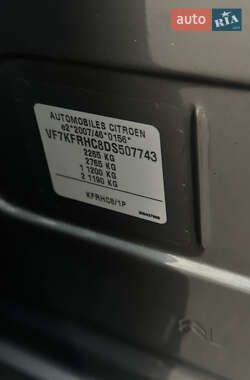 AUTO RIA
AUTOMOBILES CITROEN
e2*2007/46*0156*
VF7KFRHC8DS507743
2265 KG
2765 KG
1 1200 KG
2 1190 KG
KFRHC8/1P